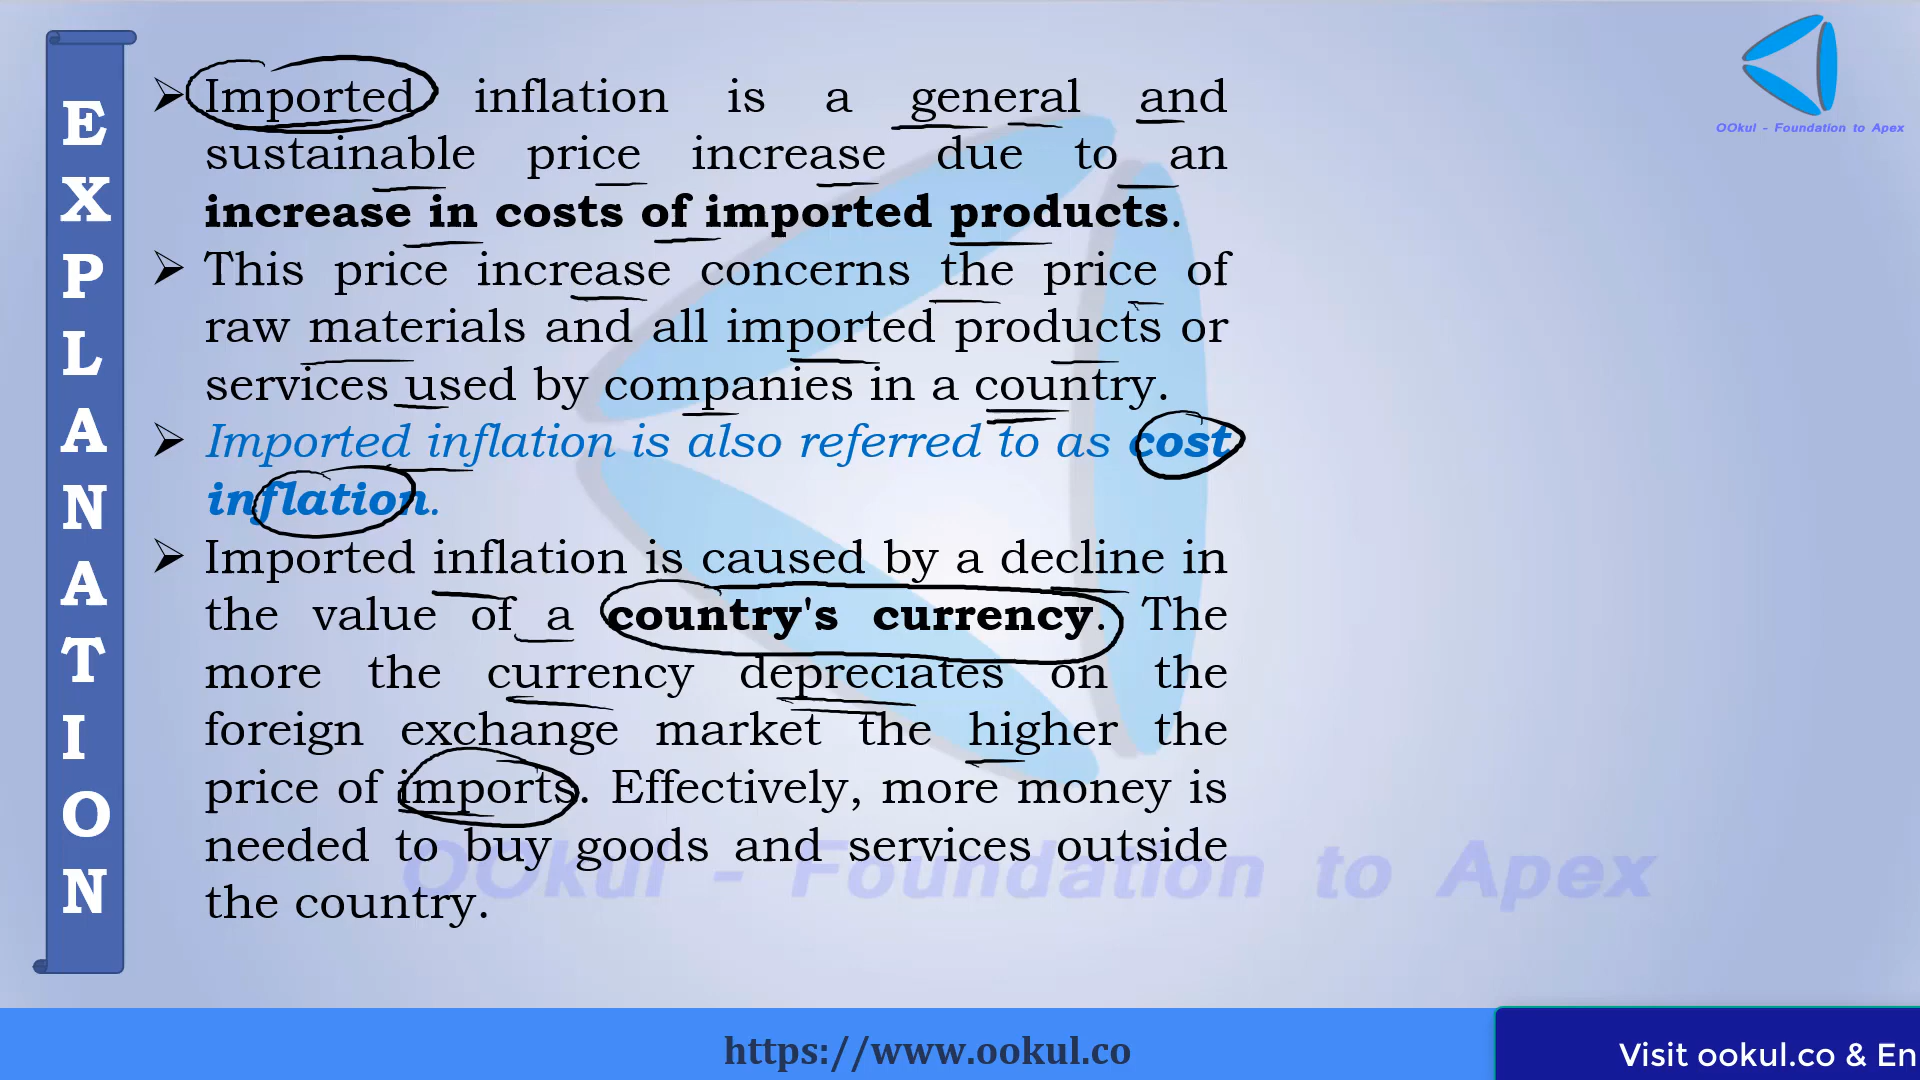 EXPLANATION
OOkul - Foundation to Apex
➢ Imported inflation is a general and
sustainable price increase due to an
increase in costs of imported products.
➢ This price increase concerns the price of
raw materials and all imported products or
services used by companies in a country.
➢ Imported inflation is also referred to as cost
inflation.
➢ Imported inflation is caused by a decline in
the value of a country's currency. The
more the currency depreciates on the
foreign exchange market the higher the
price of imports. Effectively, more money is
needed to buy goods and services outside
the country.
OOkul - Foundation to Apex
https://www.ookul.co
Visit ookul.co & En